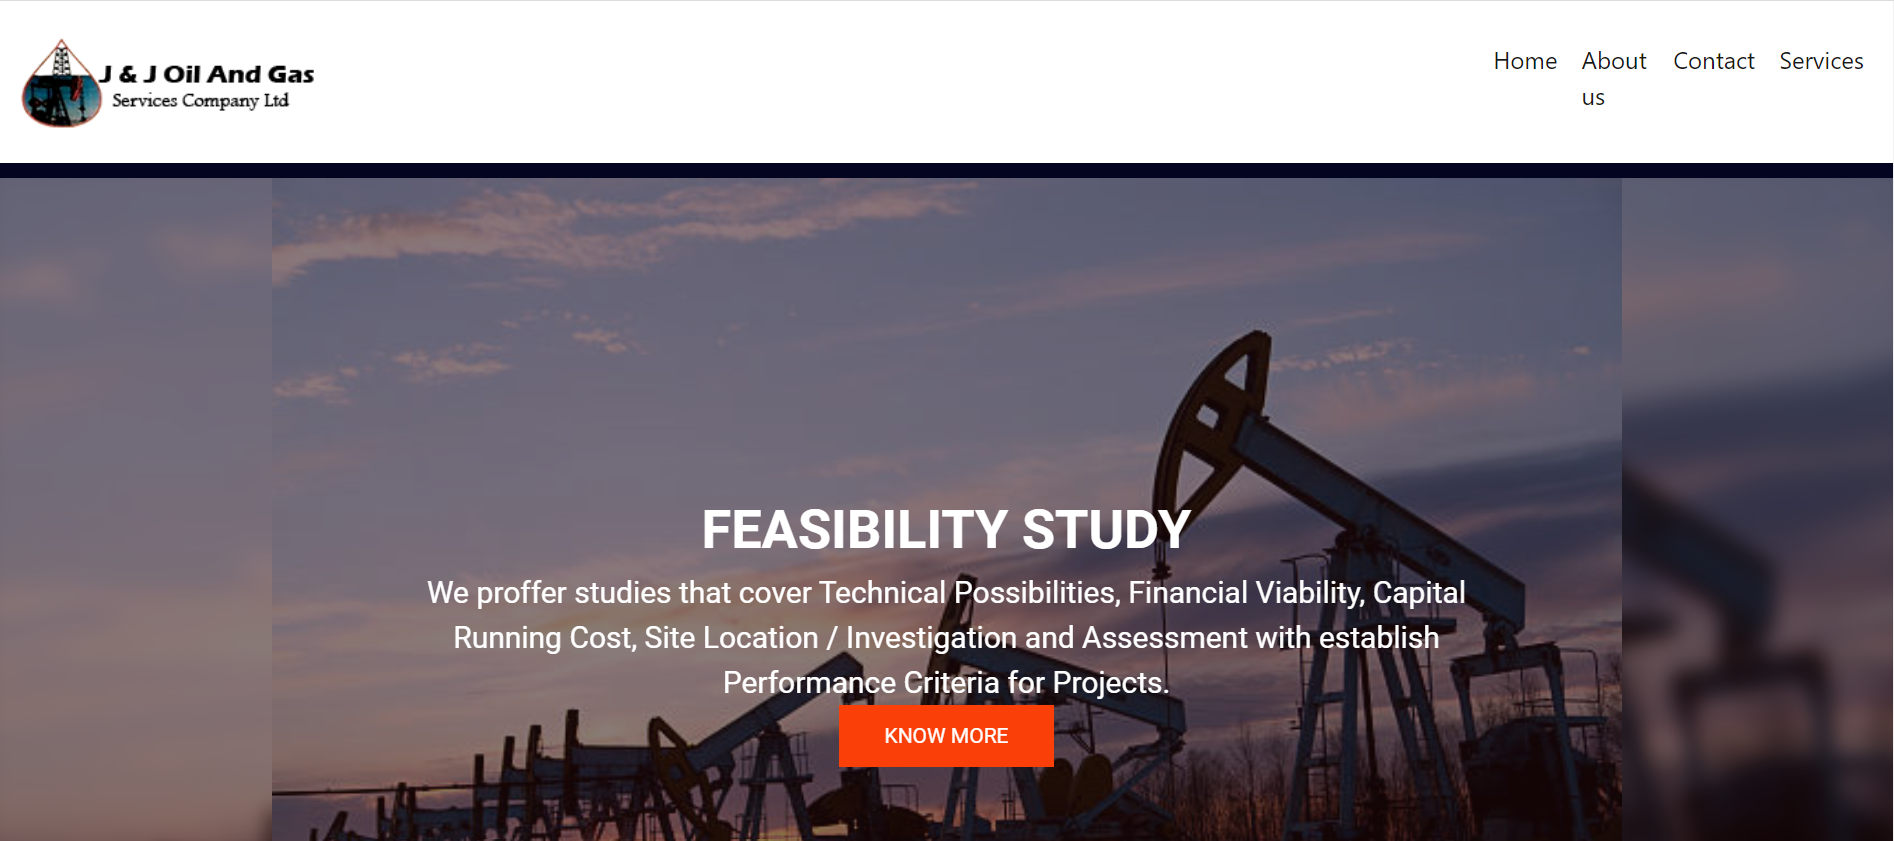 J & J Oil And Gas
Services Company Ltd
Home About us Contact Services
FEASIBILITY STUDY
We proffer studies that cover Technical Possibilities, Financial Viability, Capital
Running Cost, Site Location / Investigation and Assessment with establish
Performance Criteria for Projects.
KNOW MORE